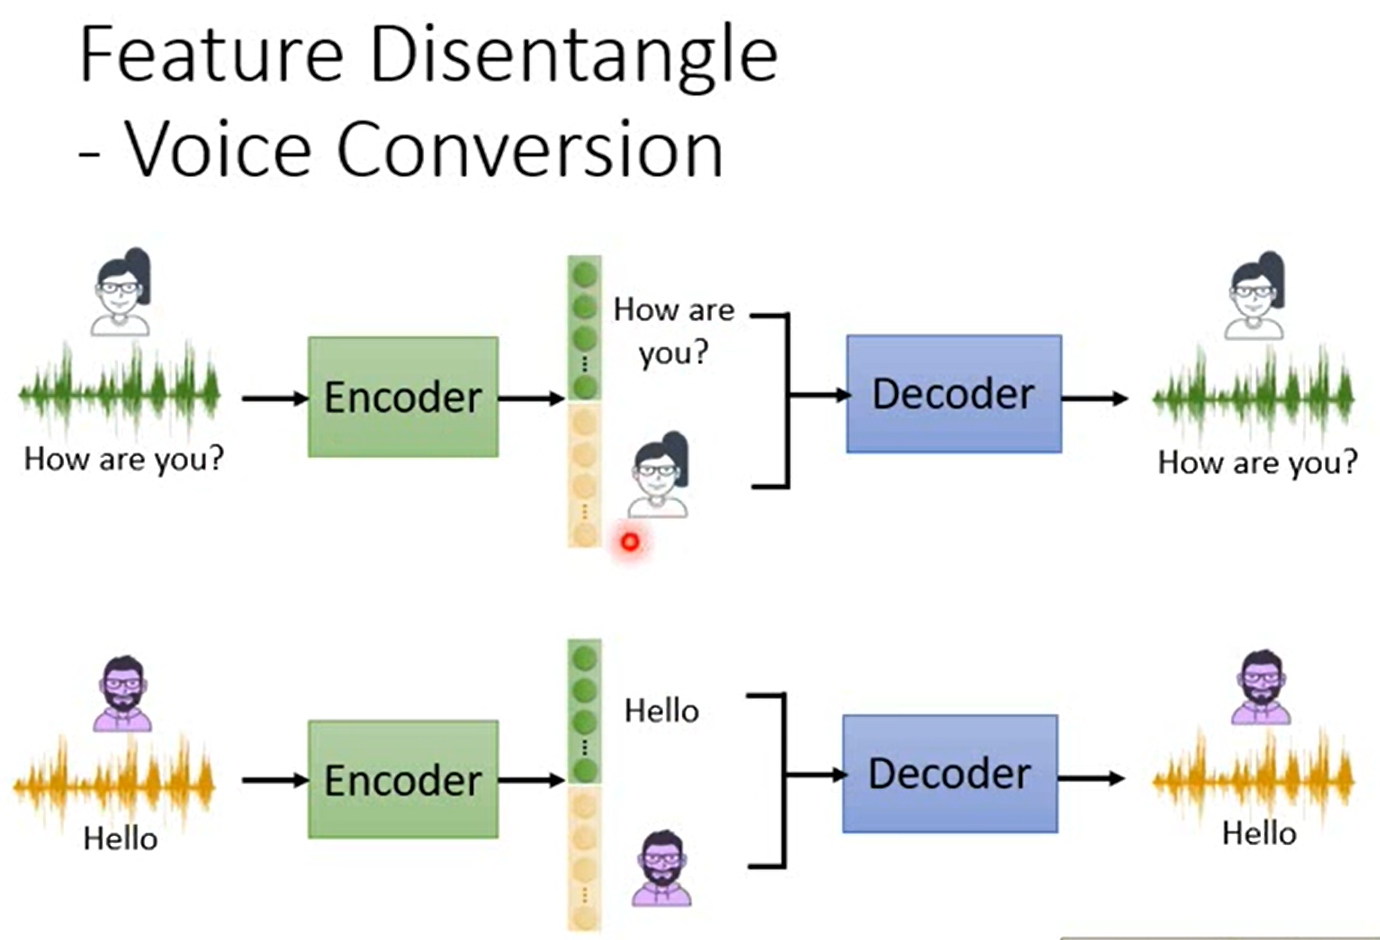 Feature Disentangle
- Voice Conversion
How are you?
Encoder
How are
you?
Decoder
How are you?
Hello
Encoder
Hello
Decoder
Hello